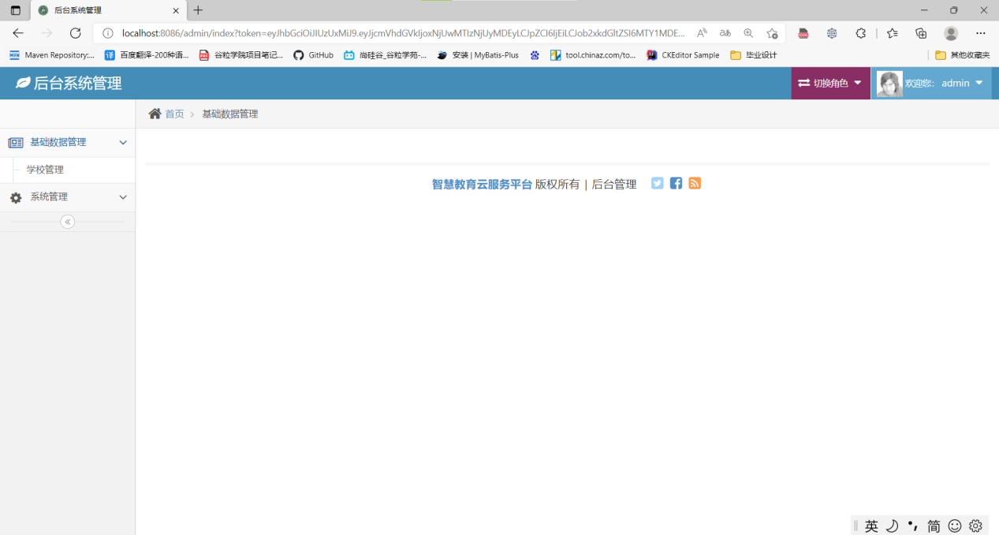 后台系统管理
localhost:8086/admin/index?token=eyJhbGciOiJIUzUxMiJ9.eyJjcmVhdGVkIjoxNjUwMTIzNjUyMDEyLCJpZCI6IjEiLCJob2xkdGltZSI6MTY1MDE...
Maven Repository:... 百度翻译-200种语... 谷粒学院项目笔记... GitHub 尚硅谷_谷粒学苑-... 安装 | MyBatis-Plus tool.chinaz.com/to... CKEditor Sample 毕业设计 其他收藏夹
后台系统管理 切换角色 欢迎您: admin
首页 基础数据管理
基础数据管理
学校管理
系统管理
智慧教育云服务平台 版权所有 | 后台管理
英 简